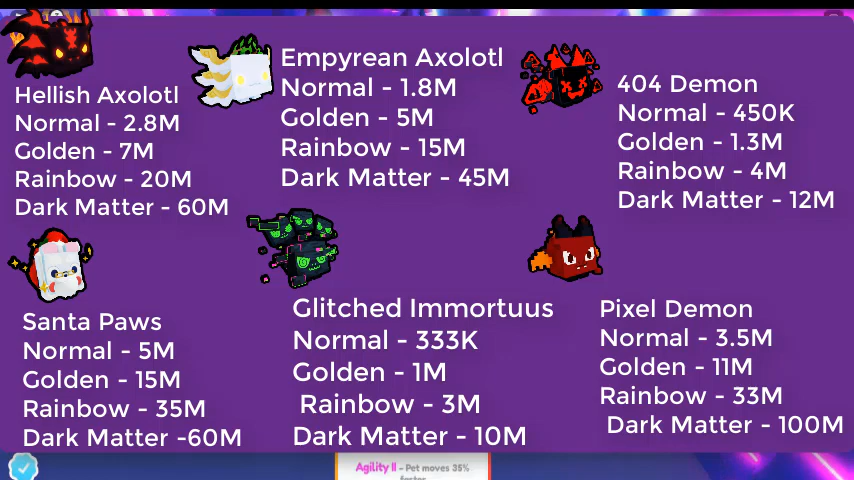 Hellish Axolotl
Normal - 2.8M
Golden - 7M
Rainbow - 20M
Dark Matter - 60M
Empyrean Axolotl
Normal - 1.8M
Golden - 5M
Rainbow - 15M
Dark Matter - 45M
404 Demon
Normal - 450K
Golden - 1.3M
Rainbow - 4M
Dark Matter - 12M
Santa Paws
Normal - 5M
Golden - 15M
Rainbow - 35M
Dark Matter -60M
Glitched Immortuus
Normal - 333K
Golden - 1M
Rainbow - 3M
Dark Matter - 10M
Pixel Demon
Normal - 3.5M
Golden - 11M
Rainbow - 33M
Dark Matter - 100M
Agility II - Pet moves 35%
faster